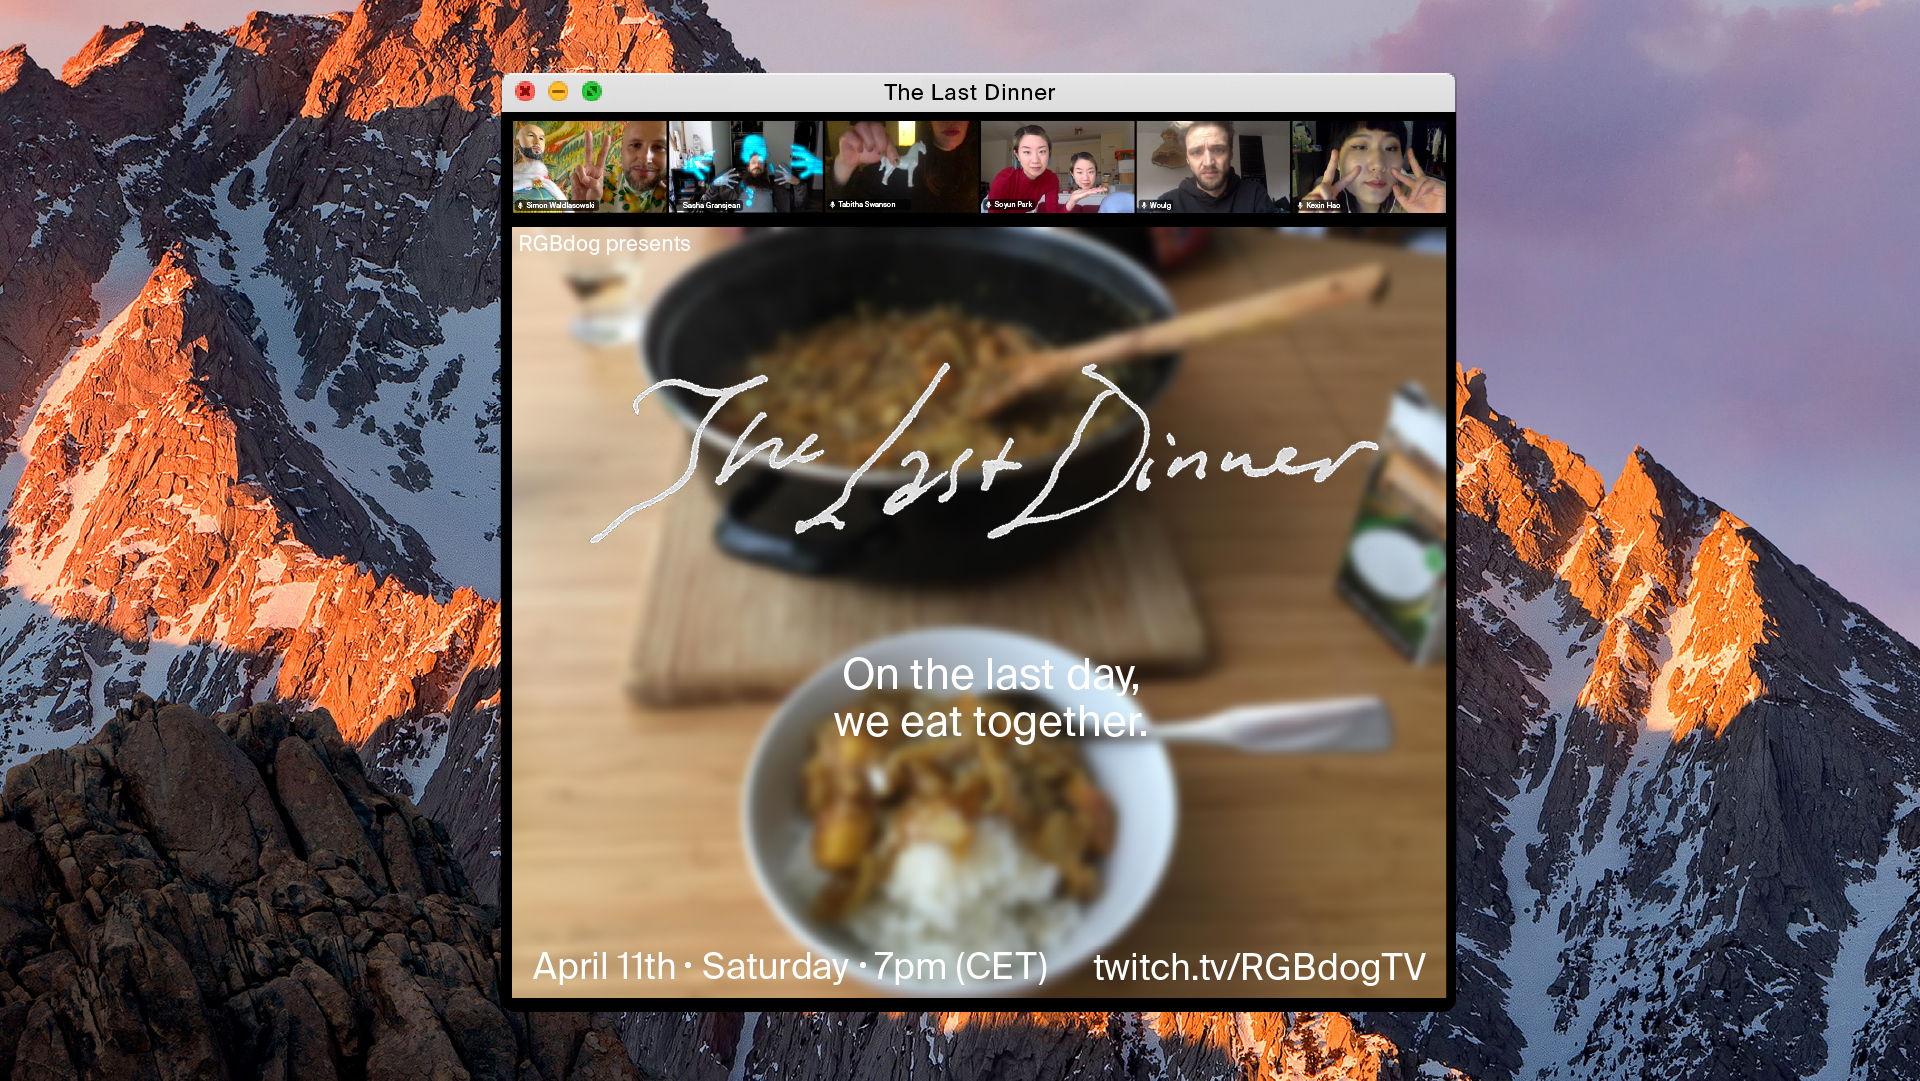 The Last Dinner
Simon Waldlasowski
Sasha Gransjean
Tabitha Swanson
Soyun Park
Woulg
Kexin Hao
RGBdog presents
The Last Dinner
On the last day,
we eat together.
April 11th · Saturday · 7pm (CET)
twitch.tv/RGBdogTV